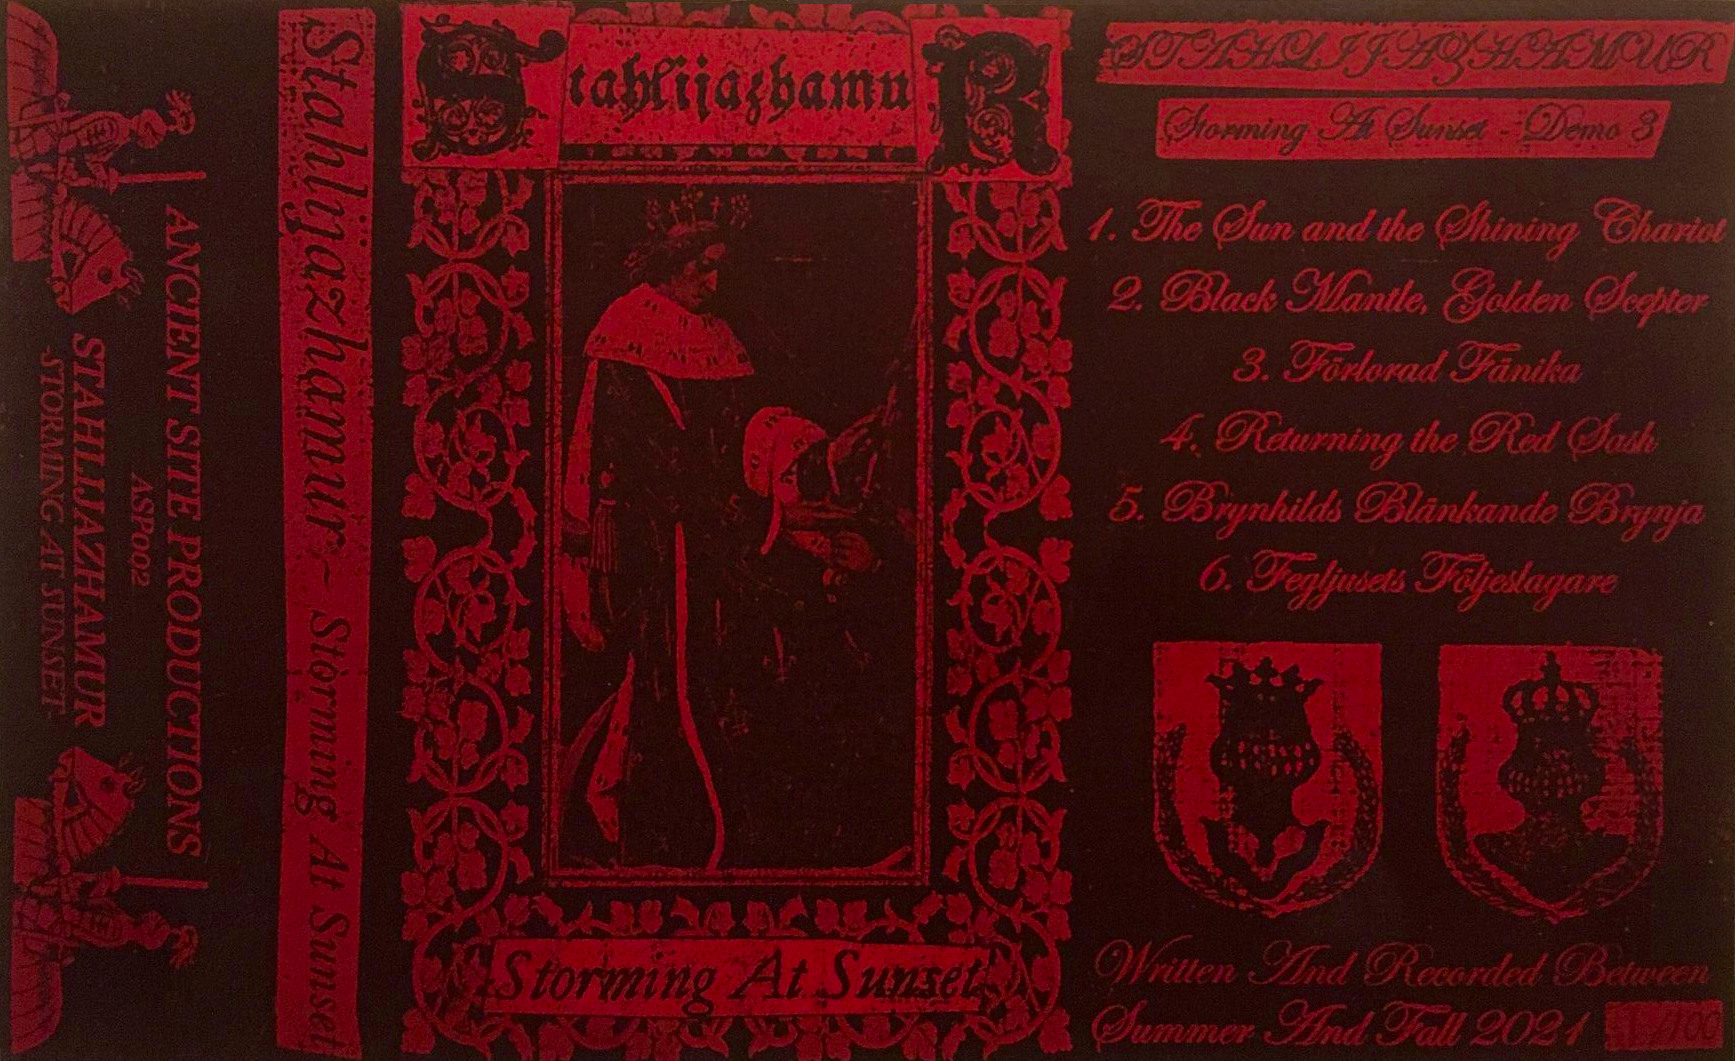 ANCIENT SITE PRODUCTIONS
ASP002
STAHLIJAZHAMUR
-STORMING AT SUNSET-
Stahlijazhamur - Storming At Sunset
StahlijazhamuR
Storming At Sunset
STAHLIJAZHAMUR
Storming At Sunset - Demo 3
1. The Sun and the Shining Chariot
2. Black Mantle, Golden Scepter
3. Förlorad Fänika
4. Returning the Red Sash
5. Brynhilds Blänkande Brynja
6. Fegljusets Följeslagare
Written And Recorded Between
Summer And Fall 2021
/100